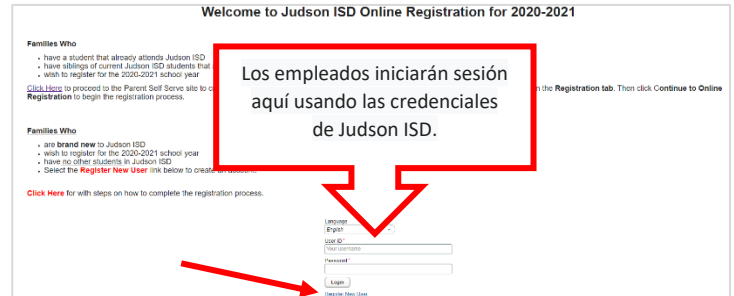 Welcome to Judson ISD Online Registration for 2020-2021
Families Who
have a student that already attends Judson ISD
have siblings of current Judson ISD students that
wish to register for the 2020-2021 school year
Click Here to proceed to the Parent Self Serve site to the Registration tab. Then click Continue to Online
Registration to begin the registration process.
Los empleados iniciarán sesión
aquí usando las credenciales
de Judson ISD.
Families Who
are brand new to Judson ISD
wish to register for the 2020-2021 school year
have no other students in Judson ISD
Select the Register New User link below to create
Click Here for with steps on how to complete the registration process.
Language
English
User ID*
Your username
Password*
Login
Register New User